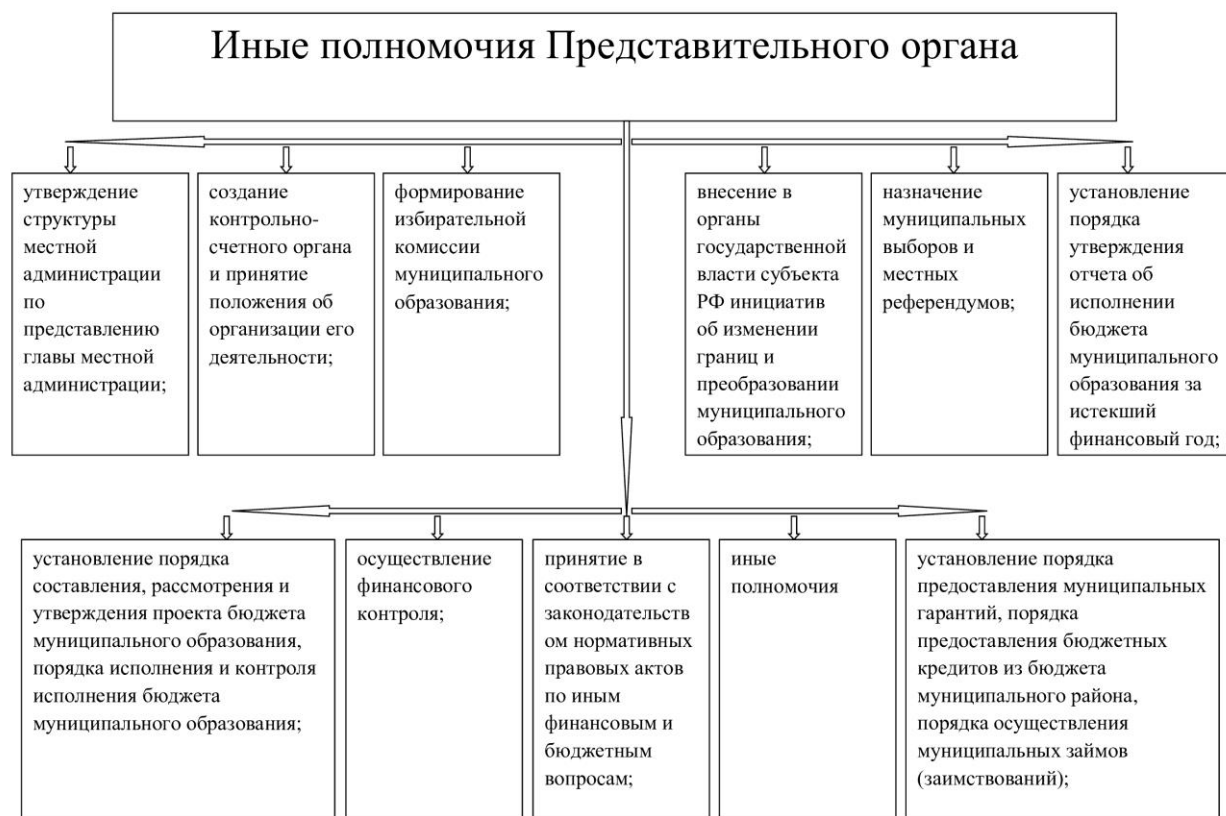 Иные полномочия Представительного органа
утверждение
структуры
местной
администрации
по
представлению
главы местной
администрации;
создание
контрольно-
счетного органа
и принятие
положения об
организации его
деятельности;
формирование
избирательной
комиссии
муниципального
образования;
внесение в
органы
государственной
власти субъекта
РФ инициатив
об изменении
границ и
преобразовании
муниципального
образования;
назначение
муниципальных
выборов и
местных
референдумов;
установление
порядка
утверждения
отчета об
исполнении
бюджета
муниципального
образования за
истекший
финансовый год;
установление порядка
составления, рассмотрения и
утверждения проекта бюджета
муниципального образования,
порядка исполнения и контроля
исполнения бюджета
муниципального образования;
осуществление
финансового
контроля;
принятие в
соответствии с
законодательств
ом нормативных
правовых актов
по иным
финансовым и
бюджетным
вопросам;
иные
полномочия
установление порядка
предоставления муниципальных
гарантий, порядка
предоставления бюджетных
кредитов из бюджета
муниципального района,
порядка осуществления
муниципальных займов
(заимствований);